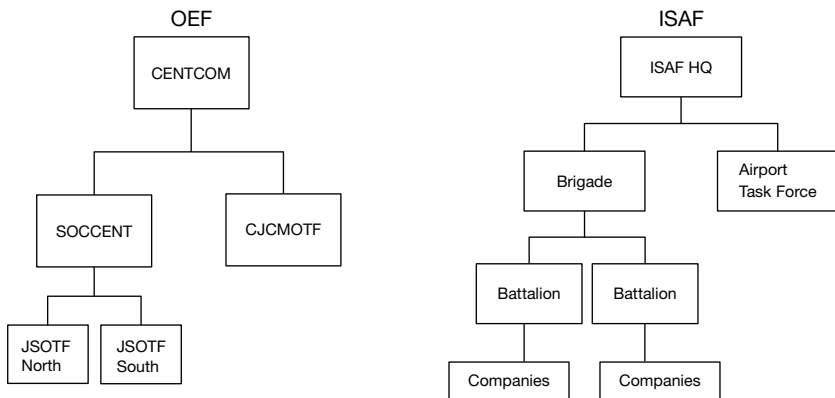 OEF
CENTCOM
SOCCENT
CJCMOTF
JSOTF
North
JSOTF
South
ISAF
ISAF HQ
Brigade
Airport
Task Force
Battalion
Battalion
Companies
Companies